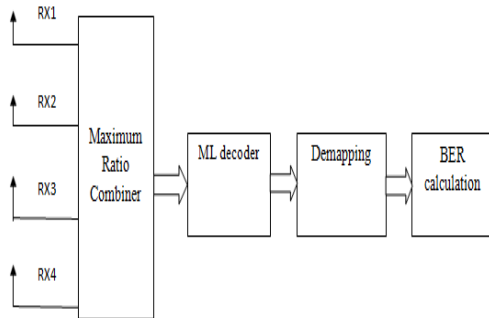 RX1
RX2
RX3
RX4
Maximum
Ratio
Combiner
ML decoder
Demapping
BER
calculation